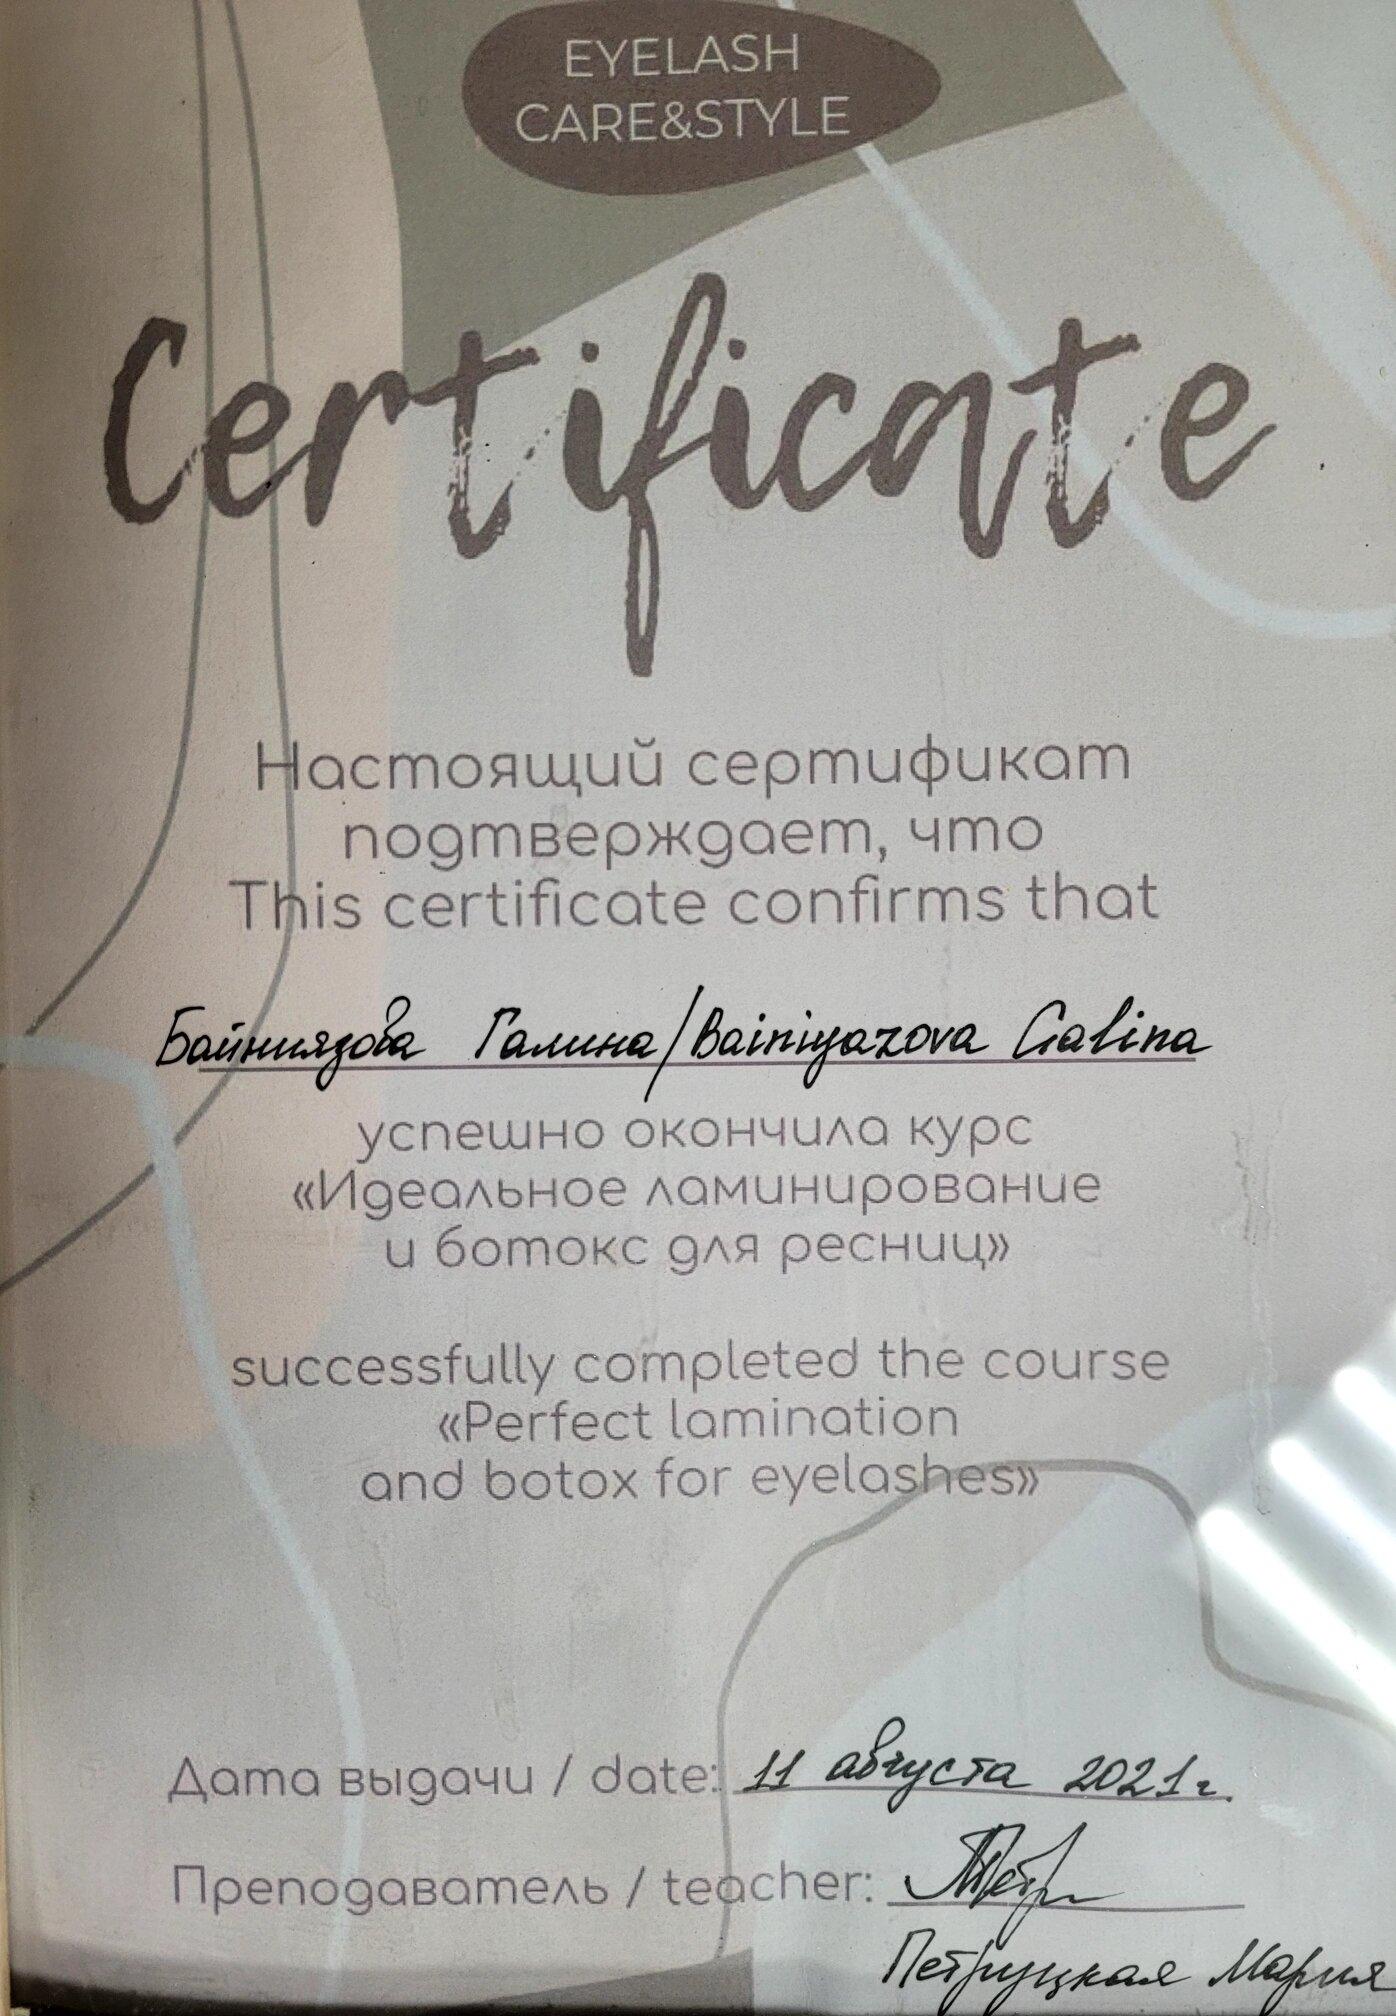 EYELASH
CARE&STYLE
Certificate
Настоящий сертификат
подтверждает, что
This certificate confirms that
Байниязова Галина/Bainiyazova Galina
успешно окончила курс
«Идеальное ламинирование
и ботокс для ресниц»
successfully completed the course
«Perfect lamination
and botox for eyelashes»
Дата выдачи / date: 11 августа 2021г.
Преподаватель / teacher:
Петруцкая Мария